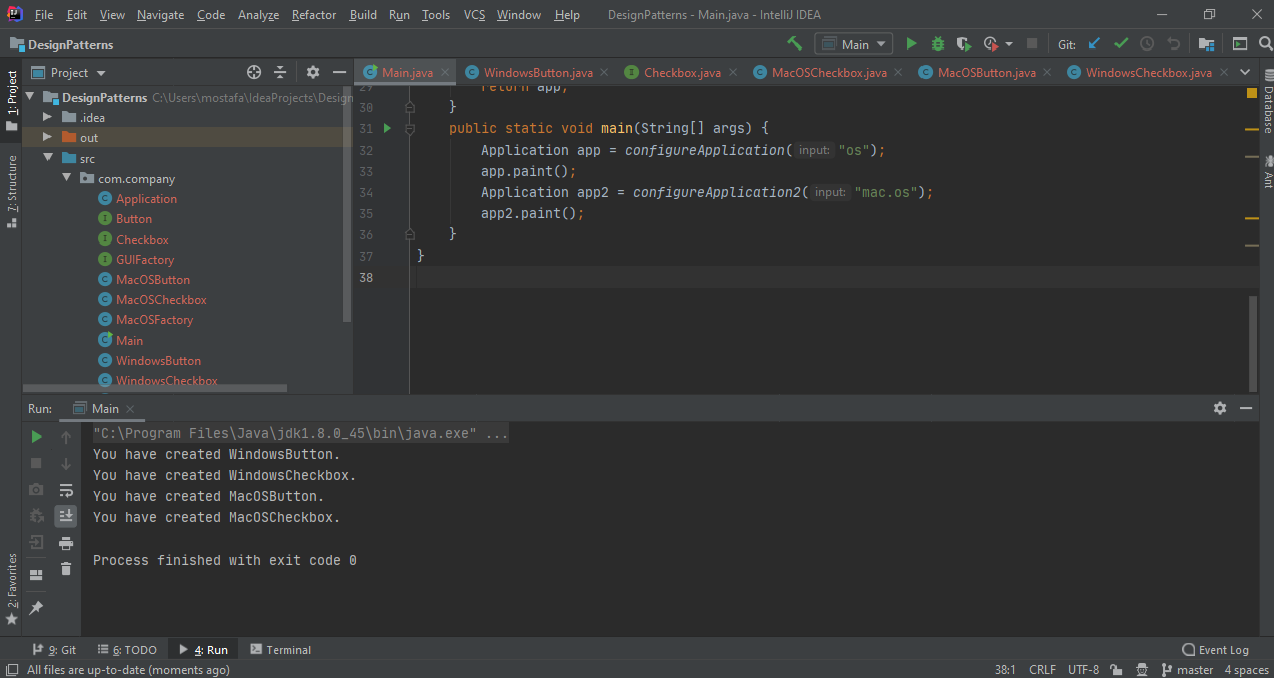 File Edit View Navigate Code Analyze Refactor Build Run Tools VCS Window Help DesignPatterns - Main.java - IntelliJ IDEA
DesignPatterns Main Git:
1: Project
7: Structure
2: Favorites
Project
DesignPatterns C:\Users\mostafa\IdeaProjects\Design
.idea
out
src
com.company
Application
Button
Checkbox
GUIFactory
MacOSButton
MacOSCheckbox
MacOSFactory
Main
WindowsButton
WindowsCheckbox
Main.java WindowsButton.java Checkbox.java MacOSCheckbox.java MacOSButton.java WindowsCheckbox.java
29 return app;
30 }
31 public static void main(String[] args) {
32 Application app = configureApplication( input: "os");
33 app.paint();
34 Application app2 = configureApplication2( input: "mac.os");
35 app2.paint();
36 }
37 }
38
Database
Ant
Run: Main
"C:\Program Files\Java\jdk1.8.0_45\bin\java.exe" ...
You have created WindowsButton.
You have created WindowsCheckbox.
You have created MacOSButton.
You have created MacOSCheckbox.
Process finished with exit code 0
9: Git 6: TODO 4: Run Terminal Event Log
All files are up-to-date (moments ago) 38:1 CRLF UTF-8 master 4 spaces